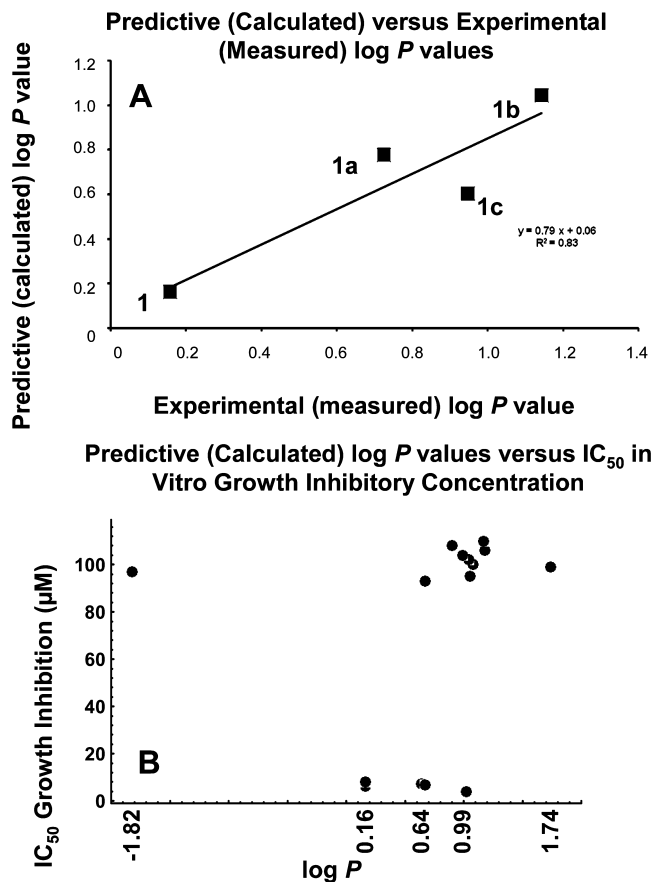 Predictive (Calculated) versus Experimental
(Measured) log P values
Predictive (calculated) log P value
1.2
1.0
0.8
0.6
0.4
0.2
0
A
1b
1a
1c
1
y = 0.79 x + 0.06
R² = 0.83
0 0.2 0.4 0.6 0.8 1.0 1.2 1.4
Experimental (measured) log P value
Predictive (Calculated) log P values versus IC₅₀ in
Vitro Growth Inhibitory Concentration
IC₅₀ Growth Inhibition (µM)
100
80
60
40
20
0
B
-1.82 0.16 0.64 0.99 1.74
log P